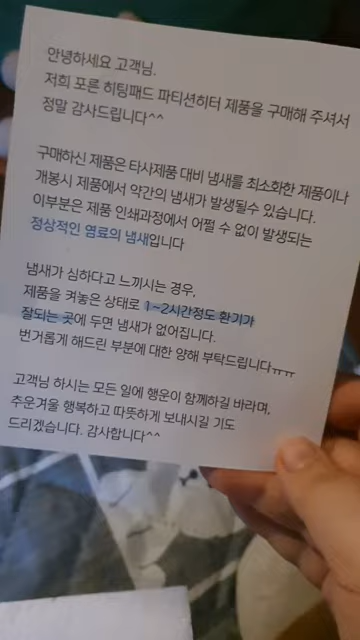 안녕하세요 고객님.
저희 포론 히팅패드 파티션히터 제품을 구매해 주셔서
정말 감사드립니다^^
구매하신 제품은 타사제품 대비 냄새를 최소화한 제품이나
개봉시 제품에서 약간의 냄새가 발생될수 있습니다.
이부분은 제품 인쇄과정에서 어쩔 수 없이 발생되는
정상적인 염료의 냄새입니다
냄새가 심하다고 느끼시는 경우,
제품을 켜놓은 상태로 1~2시간정도 환기가
잘되는 곳에 두면 냄새가 없어집니다.
번거롭게 해드린 부분에 대한 양해 부탁드립니다ㅠㅠ
고객님 하시는 모든 일에 행운이 함께하길 바라며,
추운겨울 행복하고 따뜻하게 보내시길 기도
드리겠습니다. 감사합니다^^